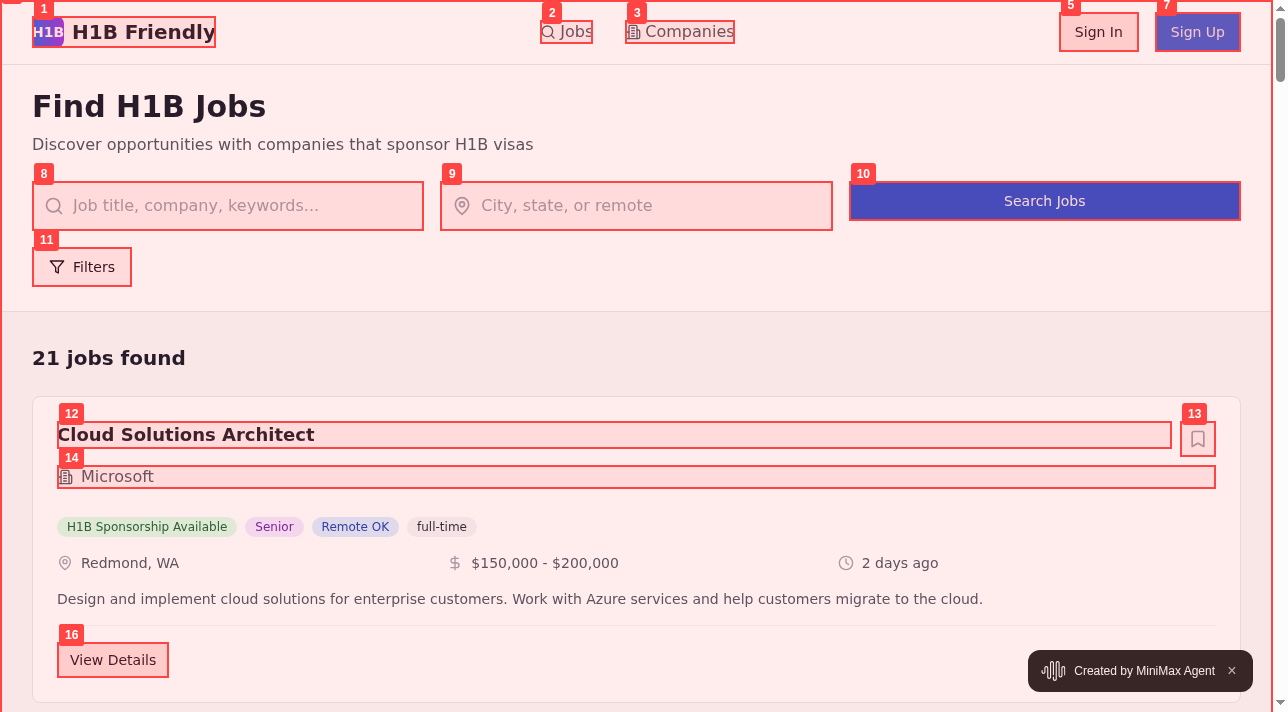 1
2
3
5
7
H1B H1B Friendly
Jobs
Companies
Sign In
Sign Up
Find H1B Jobs
Discover opportunities with companies that sponsor H1B visas
8
9
10
Job title, company, keywords...
City, state, or remote
Search Jobs
11
Filters
21 jobs found
12
13
Cloud Solutions Architect
14
Microsoft
H1B Sponsorship Available
Senior
Remote OK
full-time
Redmond, WA
$150,000 - $200,000
2 days ago
Design and implement cloud solutions for enterprise customers. Work with Azure services and help customers migrate to the cloud.
16
View Details
Created by MiniMax Agent ×